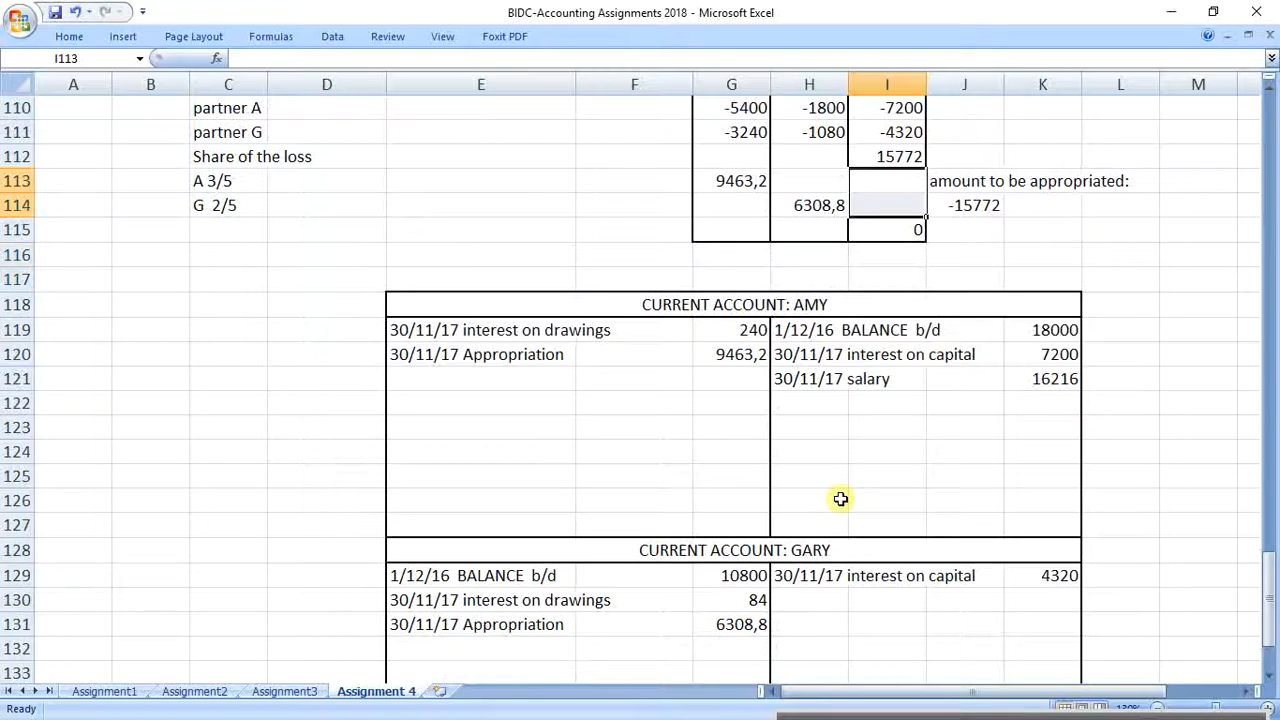 BIDC-Accounting Assignments 2018 - Microsoft Excel
Home Insert Page Layout Formulas Data Review View Foxit PDF
I113 fx
A B C D E F G H I J K L M
110 partner A -5400 -1800 -7200
111 partner G -3240 -1080 -4320
112 Share of the loss 15772
113 A 3/5 9463,2 amount to be appropriated:
114 G 2/5 6308,8 -15772
115 0
116
117
118 CURRENT ACCOUNT: AMY
119 30/11/17 interest on drawings 240 1/12/16 BALANCE b/d 18000
120 30/11/17 Appropriation 9463,2 30/11/17 interest on capital 7200
121 30/11/17 salary 16216
122
123
124
125
126
127
128 CURRENT ACCOUNT: GARY
129 1/12/16 BALANCE b/d 10800 30/11/17 interest on capital 4320
130 30/11/17 interest on drawings 84
131 30/11/17 Appropriation 6308,8
132
133
Assignment1 Assignment2 Assignment3 Assignment 4
Ready